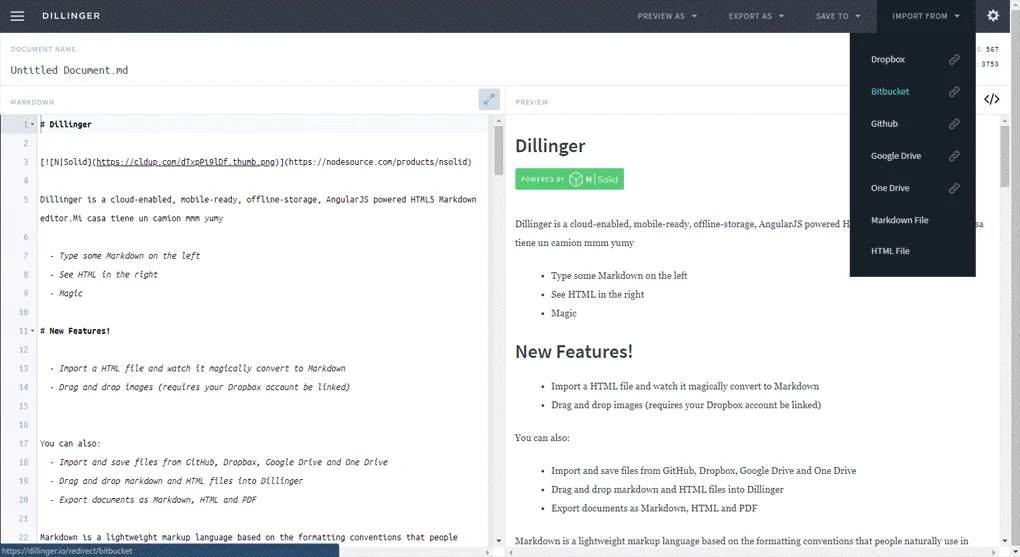 DILLINGER
PREVIEW AS
EXPORT AS
SAVE TO
IMPORT FROM
DOCUMENT NAME
Untitled Document.md
: 567
: 3753
Dropbox
Bitbucket
Github
Google Drive
One Drive
Markdown File
HTML File
MARKDOWN
1 # Dillinger
2
3 [![N|Solid](https://cldup.com/dTxpPi9lDf.thumb.png)](https://nodesource.com/products/nsolid)
4
5 Dillinger is a cloud-enabled, mobile-ready, offline-storage, AngularJS powered HTML5 Markdown
editor.Mi casa tiene un camion mmm yumy
6
7 - Type some Markdown on the left
8 - See HTML in the right
9 - Magic
10
11 # New Features!
12
13 - Import a HTML file and watch it magically convert to Markdown
14 - Drag and drop images (requires your Dropbox account be linked)
15
16
17 You can also:
18 - Import and save files from GitHub, Dropbox, Google Drive and One Drive
19 - Drag and drop markdown and HTML files into Dillinger
20 - Export documents as Markdown, HTML and PDF
21
22 Markdown is a lightweight markup language based on the formatting conventions that people
https://dillinger.io/redirect/bitbucket
PREVIEW
</>
Dillinger
POWERED BY N|Solid
Dillinger is a cloud-enabled, mobile-ready, offline-storage, AngularJS powered
tiene un camion mmm yumy
• Type some Markdown on the left
• See HTML in the right
• Magic
New Features!
• Import a HTML file and watch it magically convert to Markdown
• Drag and drop images (requires your Dropbox account be linked)
You can also:
• Import and save files from GitHub, Dropbox, Google Drive and One Drive
• Drag and drop markdown and HTML files into Dillinger
• Export documents as Markdown, HTML and PDF
Markdown is a lightweight markup language based on the formatting conventions that people naturally use in